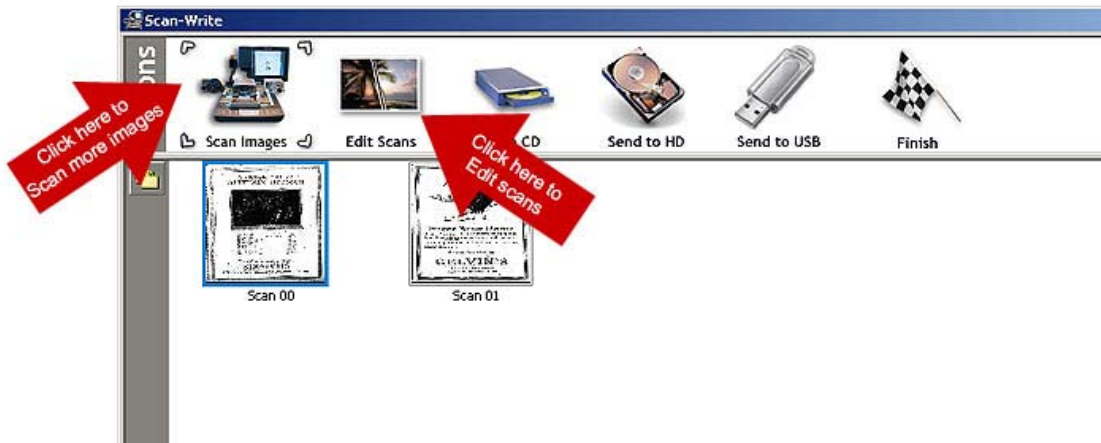 Scan-Write
ons
Click here to
Scan more images
Scan Images
Edit Scans
CD
Send to HD
Send to USB
Finish
Click here to
Edit scans
Scan 00
Scan 01